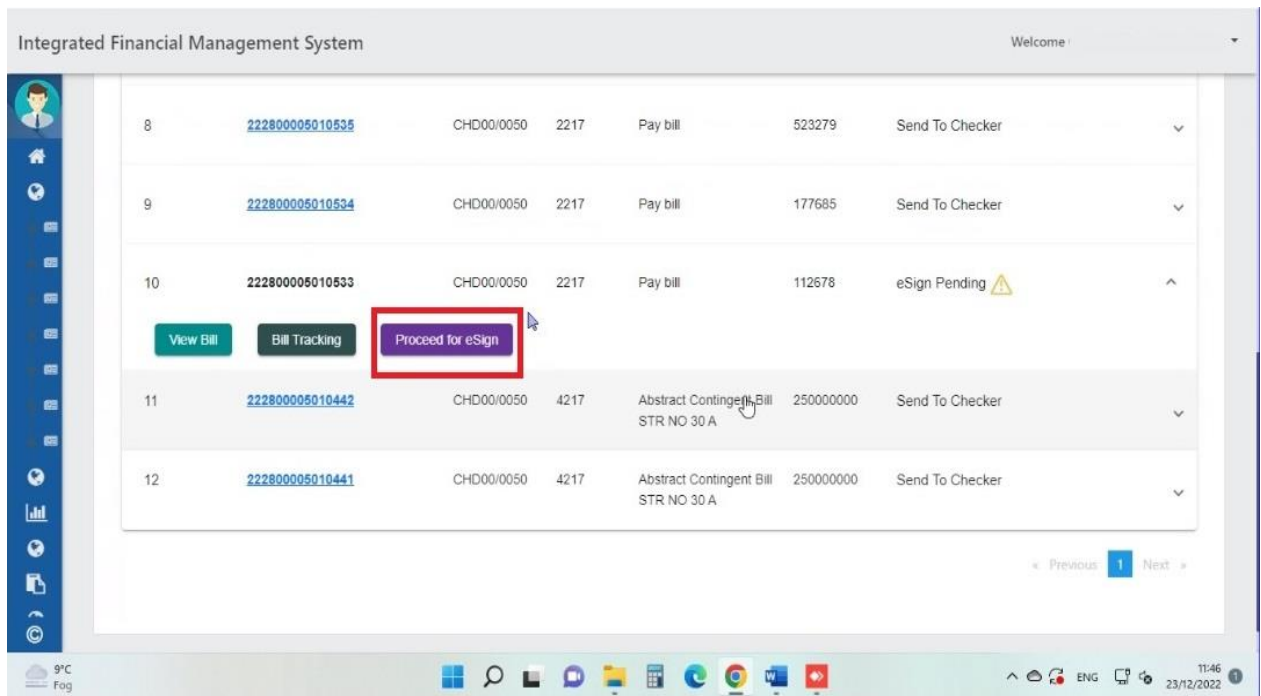 Integrated Financial Management System Welcome
8 222800005010535 CHD00/0050 2217 Pay bill 523279 Send To Checker
9 222800005010534 CHD00/0050 2217 Pay bill 177685 Send To Checker
10 222800005010533 CHD00/0050 2217 Pay bill 112678 eSign Pending
View Bill Bill Tracking Proceed for eSign
11 222800005010442 CHD00/0050 4217 Abstract Contingent Bill 250000000 Send To Checker
STR NO 30 A
12 222800005010441 CHD00/0050 4217 Abstract Contingent Bill 250000000 Send To Checker
STR NO 30 A
« Previous 1 Next »
9°C
Fog
ENG
11:46
23/12/2022
1